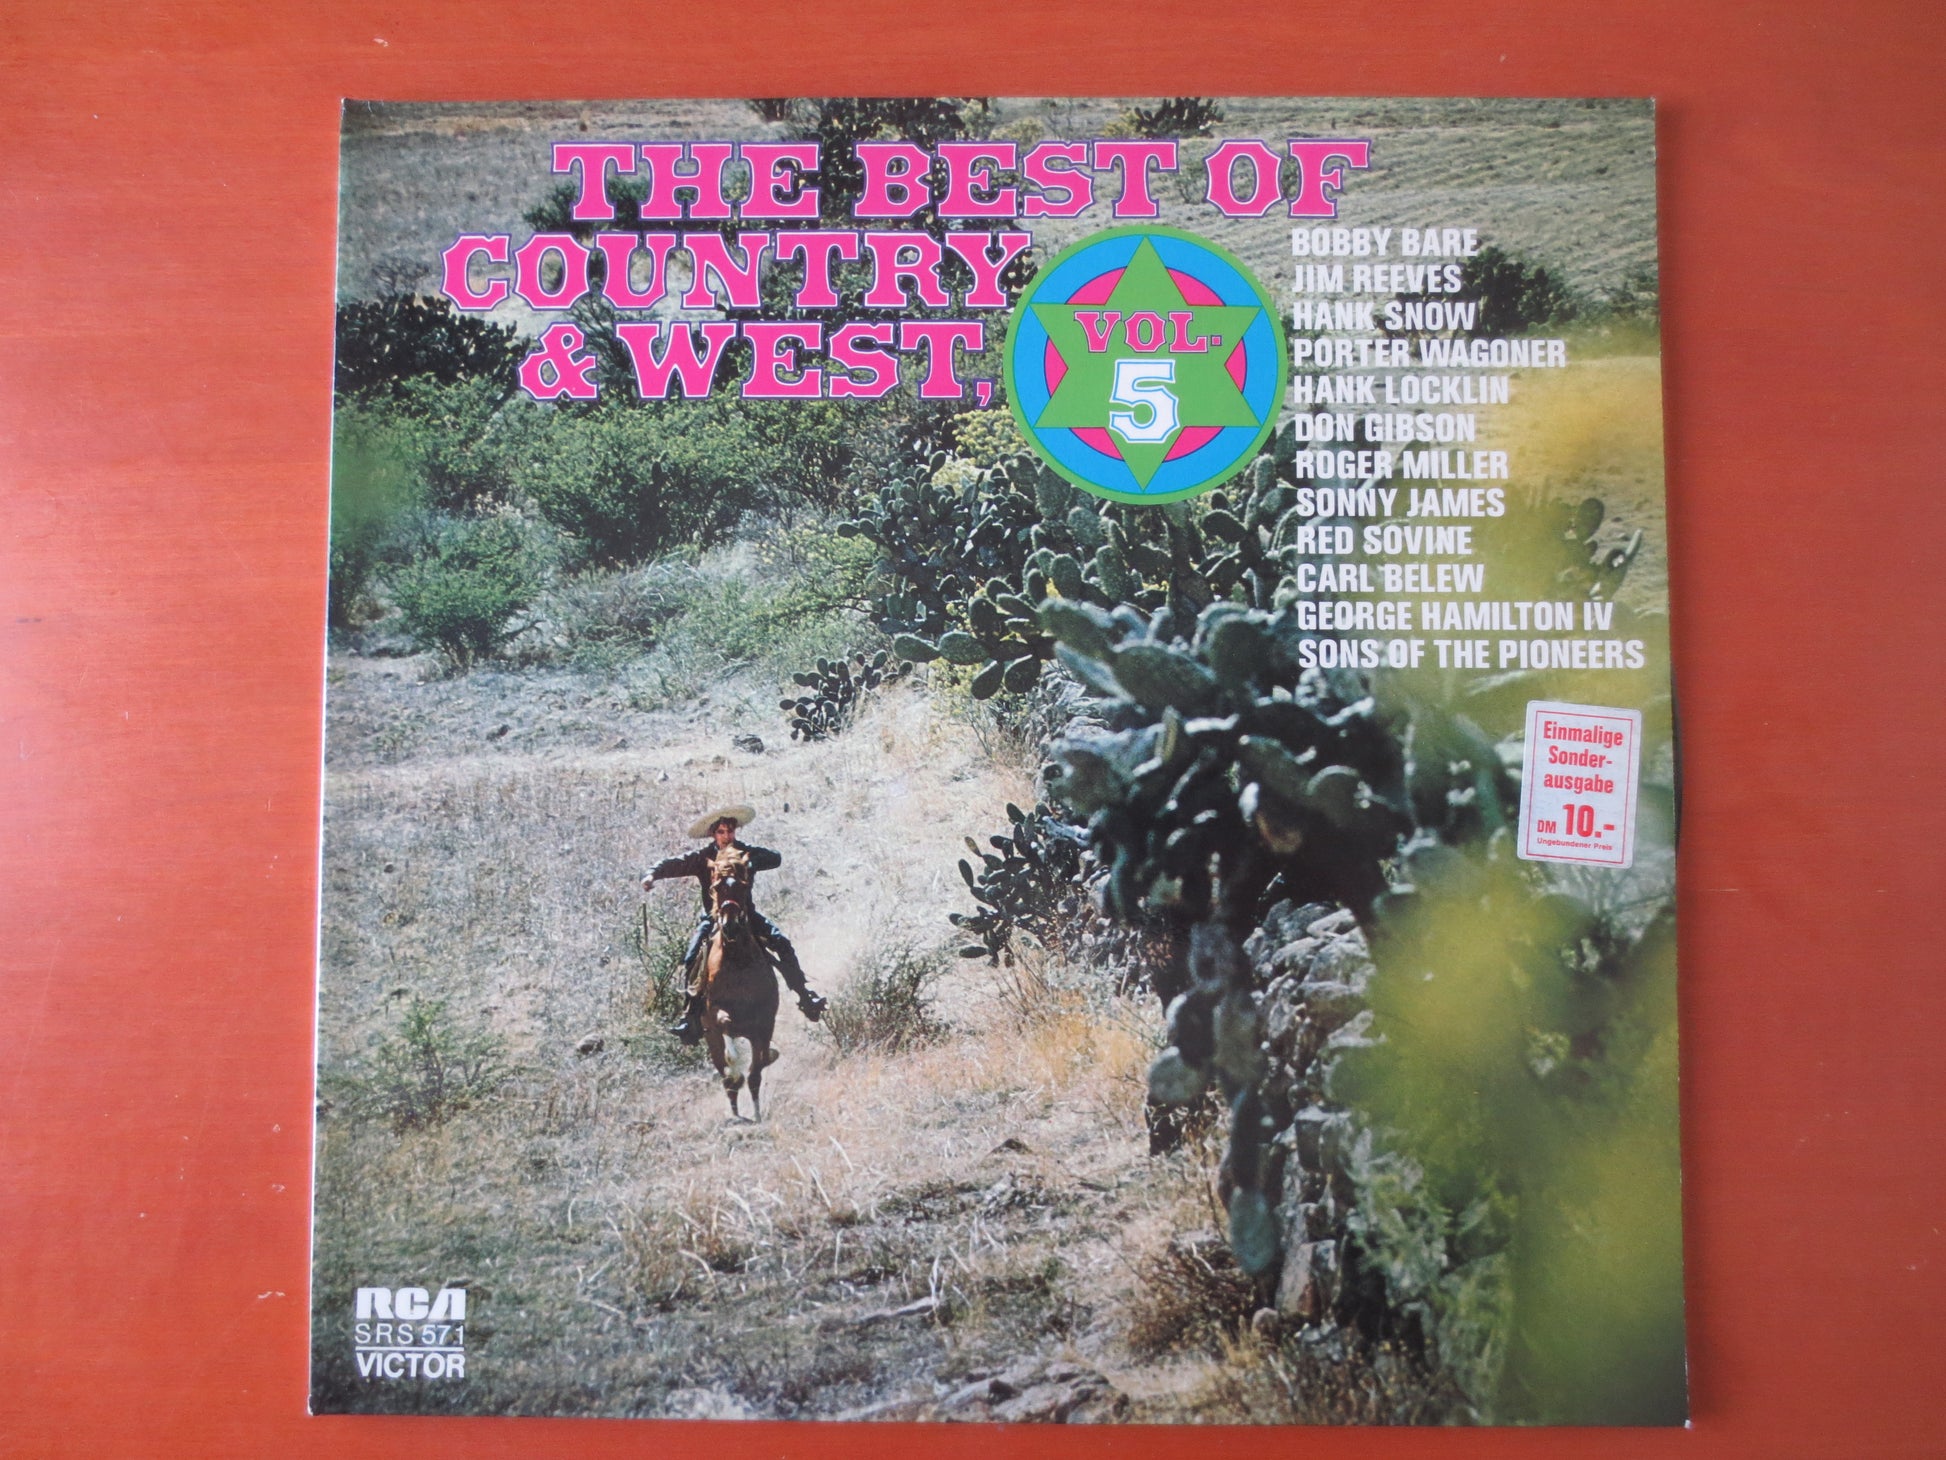 THE BEST OF
COUNTRY
& WEST,
VOL.
5
BOBBY BARE
JIM REEVES
HANK SNOW
PORTER WAGONER
HANK LOCKLIN
DON GIBSON
ROGER MILLER
SONNY JAMES
RED SOVINE
CARL BELEW
GEORGE HAMILTON IV
SONS OF THE PIONEERS
Einmalige
Sonder-
ausgabe
DM 10.-
Ungebundener Preis
RCA
SRS 571
VICTOR